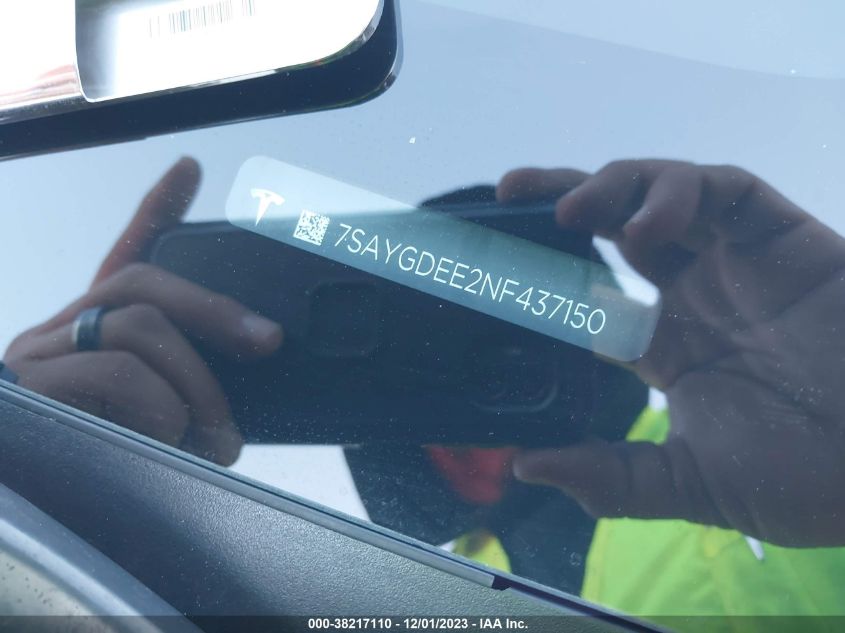 7SAYGDEE2NF437150
000-38217110 - 12/01/2023 - IAA Inc.